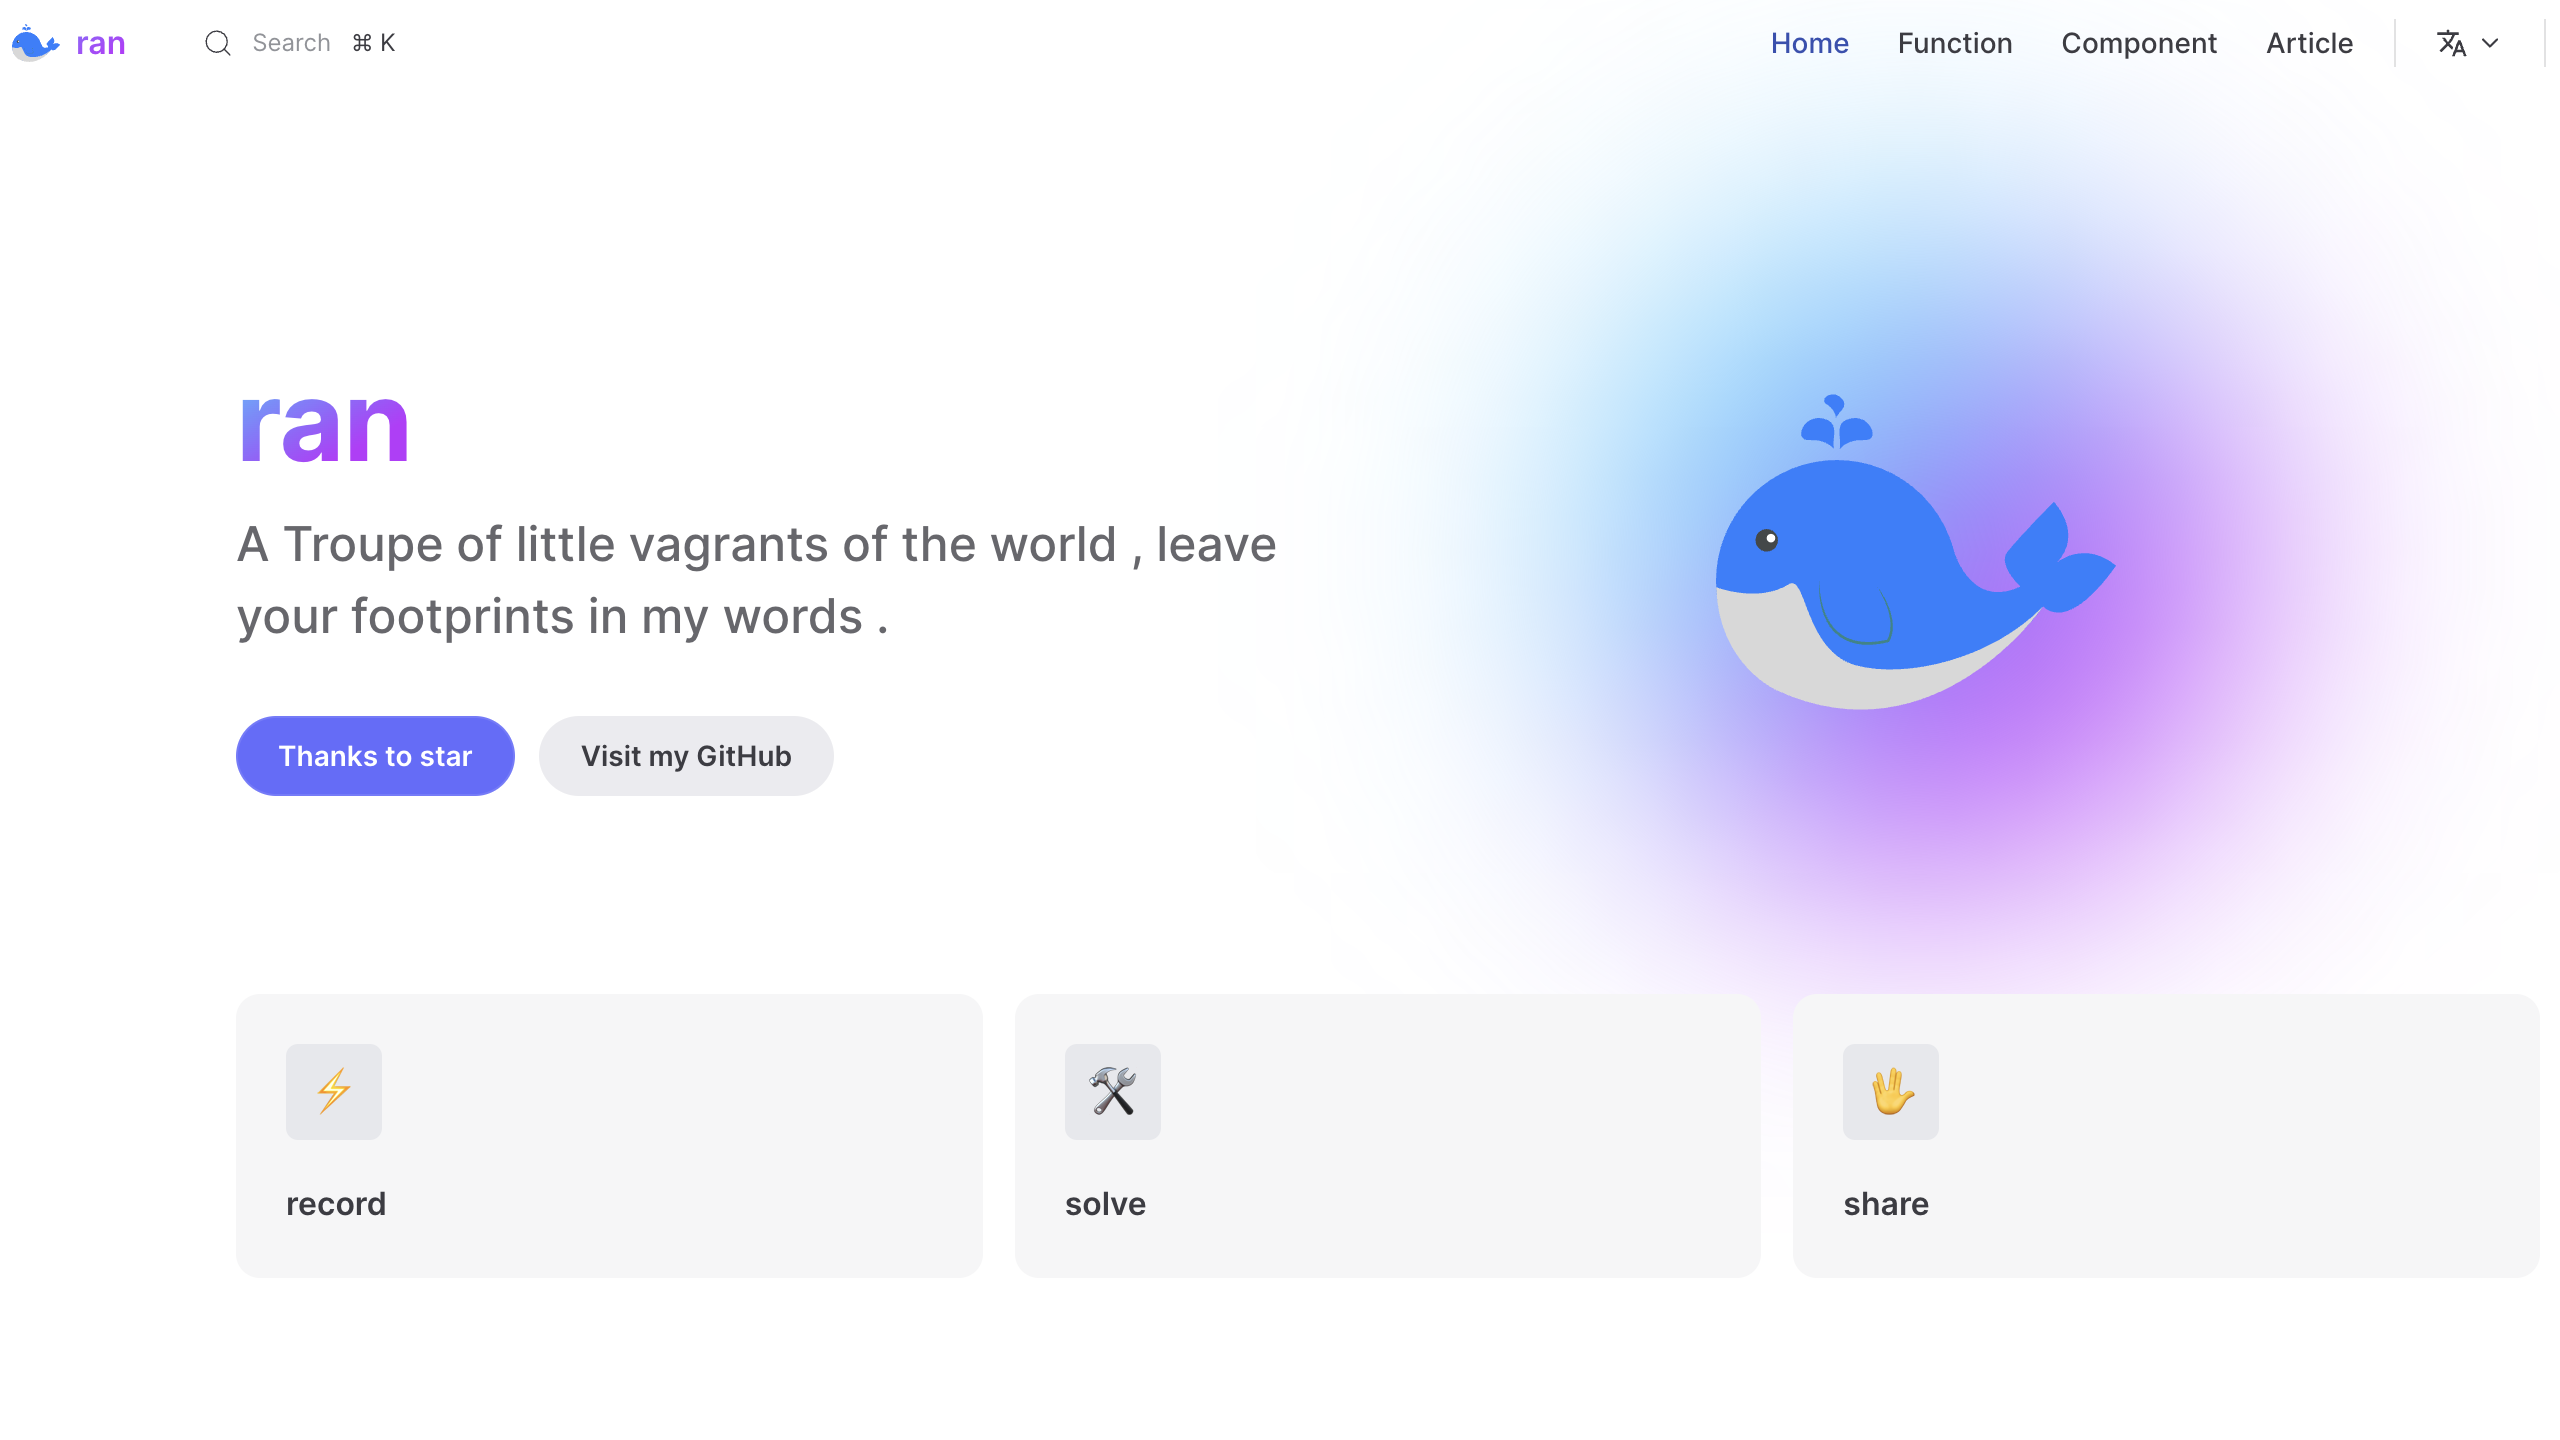 ran
Search ⌘ K
Home
Function
Component
Article
ran
A Troupe of little vagrants of the world , leave
your footprints in my words .
Thanks to star
Visit my GitHub
record
solve
share